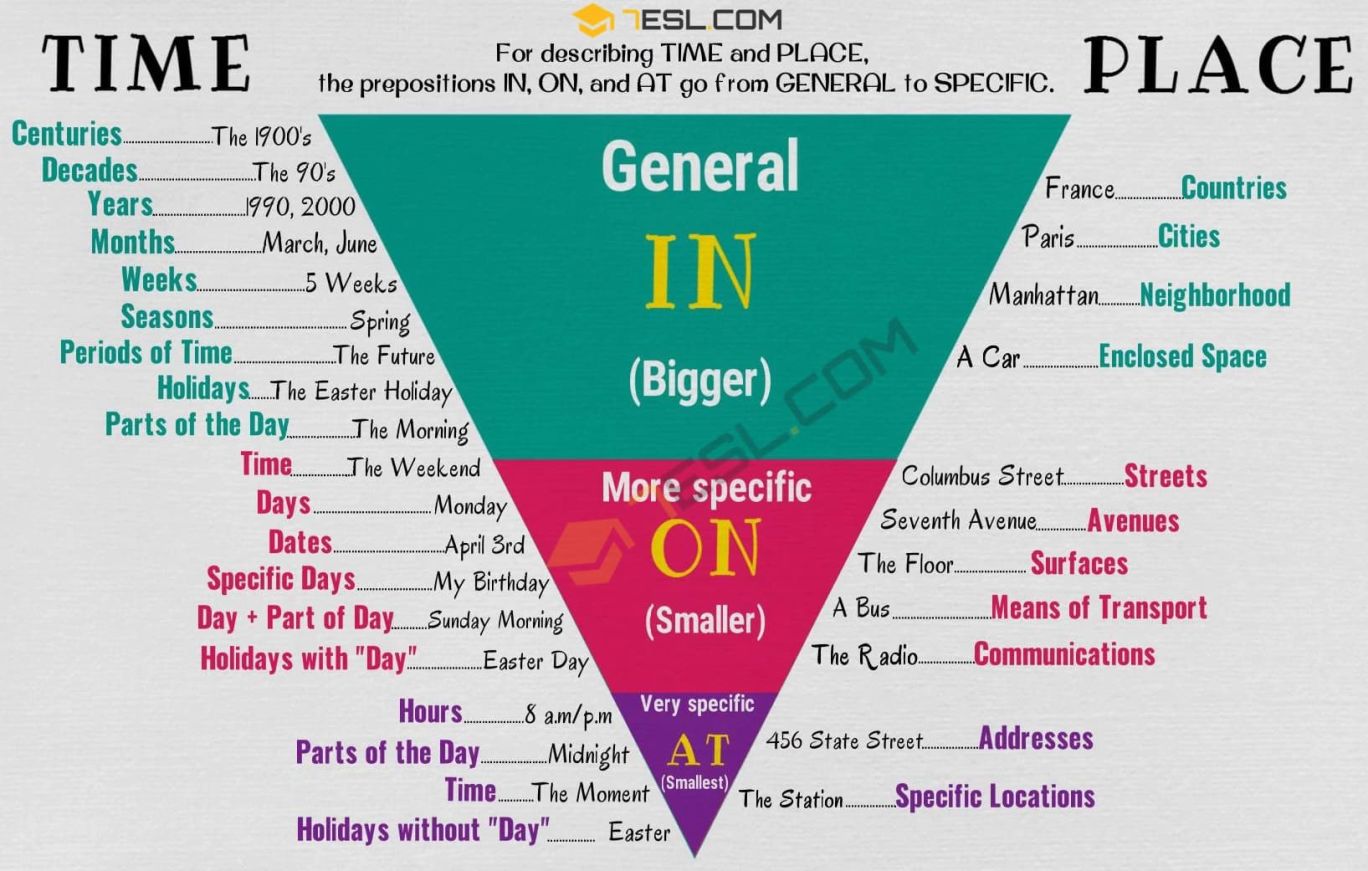 7ESL.COM
TIME
For describing TIME and PLACE,
the prepositions IN, ON, and AT go from GENERAL to SPECIFIC.
PLACE
Centuries......................The 1900's
Decades.............................The 90's
Years.......................1990, 2000
Months.....................March, June
Weeks..........................5 Weeks
Seasons................................Spring
Periods of Time.........................The Future
Holidays......The Easter Holiday
Parts of the Day................The Morning
Time.............The Weekend
Days............................Monday
Dates...........................April 3rd
Specific Days..................My Birthday
Day + Part of Day.........Sunday Morning
Holidays with "Day"..................Easter Day
Hours...............8 a.m/p.m
Parts of the Day................Midnight
Time.........The Moment
Holidays without "Day"............ Easter
General
IN
(Bigger)
More specific
ON
(Smaller)
Very specific
AT
(Smallest)
7ESL.COM
France.................Countries
Paris....................Cities
Manhattan..........Neighborhood
A Car..................Enclosed Space
Columbus Street...............Streets
Seventh Avenue............Avenues
The Floor.................. Surfaces
A Bus........................Means of Transport
The Radio..............Communications
456 State Street..............Addresses
The Station............Specific Locations